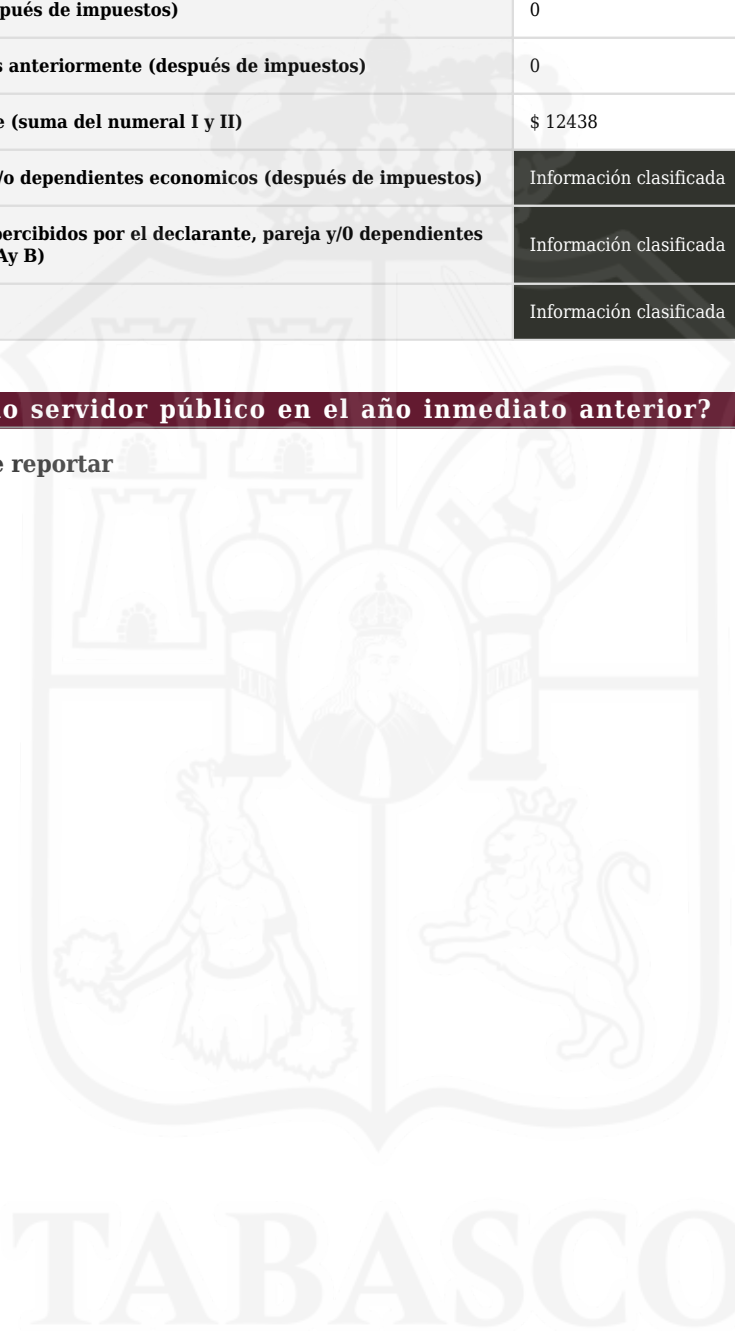 pués de impuestos) 0
s anteriormente (después de impuestos) 0
e (suma del numeral I y II) $ 12438
/o dependientes economicos (después de impuestos) Información clasificada
percibidos por el declarante, pareja y/0 dependientes
Ay B) Información clasificada
Información clasificada
o servidor público en el año inmediato anterior?
e reportar
PLUS ULTRA
TABASCO